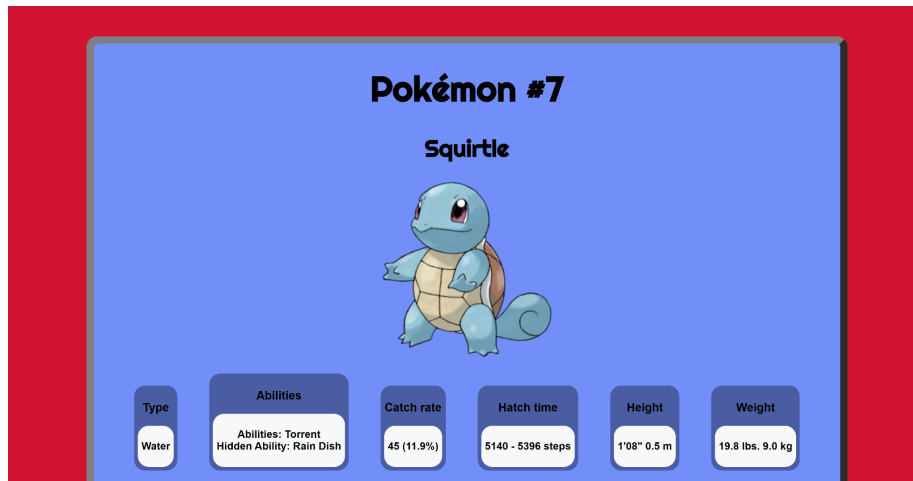 Pokémon #7
Squirtle
Type
Water
Abilities
Abilities: Torrent
Hidden Ability: Rain Dish
Catch rate
45 (11.9%)
Hatch time
5140 - 5396 steps
Height
1'08" 0.5 m
Weight
19.8 lbs. 9.0 kg